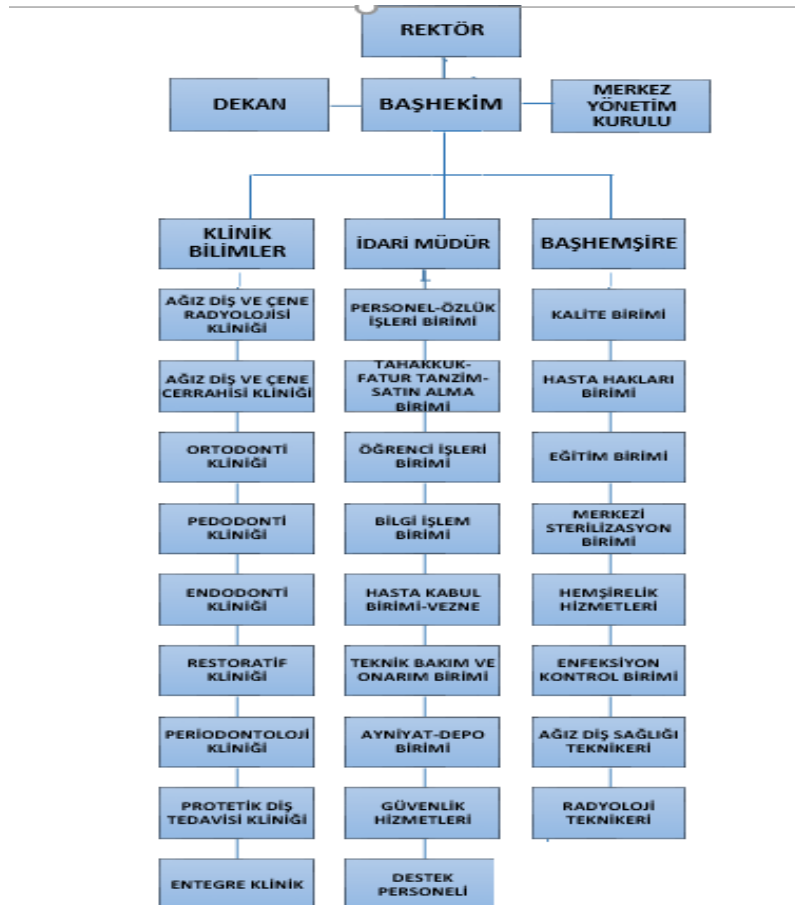 REKTÖR
DEKAN
BAŞHEKİM
MERKEZ
YÖNETİM
KURULU
KLİNİK
BİLİMLER
İDARİ MÜDÜR
BAŞHEMŞİRE
AĞIZ DİŞ VE ÇENE
RADYOLOJİSİ
KLİNİĞİ
AĞIZ DİŞ VE ÇENE
CERRAHİSİ KLİNİĞİ
ORTODONTİ
KLİNİĞİ
PEDODONTİ
KLİNİĞİ
ENDODONTİ
KLİNİĞİ
RESTORATİF
KLİNİĞİ
PERİODONTOLOJİ
KLİNİĞİ
PROTETİK DİŞ
TEDAVİSİ KLİNİĞİ
ENTEGRE KLİNİK
PERSONEL-ÖZLÜK
İŞLERİ BİRİMİ
TAHAKKUK-
FATUR TANZİM-
SATIN ALMA
BİRİMİ
ÖĞRENCİ İŞLERİ
BİRİMİ
BİLGİ İŞLEM
BİRİMİ
HASTA KABUL
BİRİMİ-VEZNE
TEKNİK BAKIM VE
ONARIM BİRİMİ
AYNİYAT-DEPO
BİRİMİ
GÜVENLİK
HİZMETLERİ
DESTEK
PERSONELİ
KALİTE BİRİMİ
HASTA HAKLARI
BİRİMİ
EĞİTİM BİRİMİ
MERKEZİ
STERİLİZASYON
BİRİMİ
HEMŞİRELİK
HİZMETLERİ
ENFEKSİYON
KONTROL BİRİMİ
AĞIZ DİŞ SAĞLIĞI
TEKNİKERİ
RADYOLOJİ
TEKNİKERİ